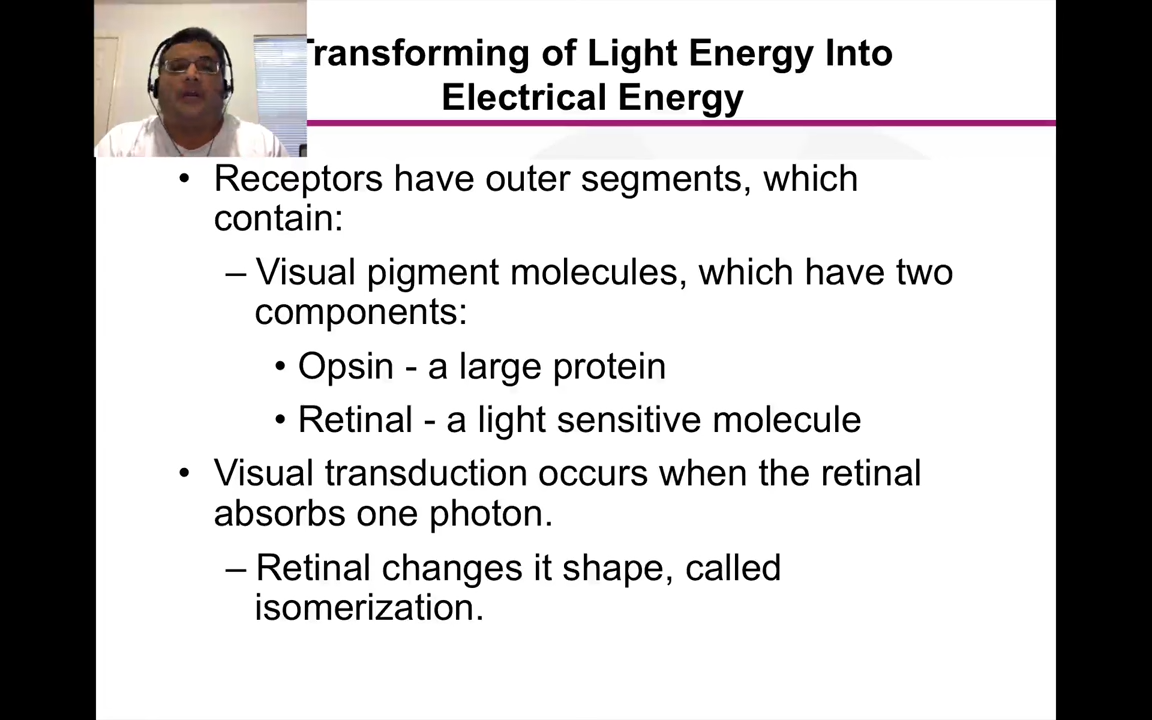 Transforming of Light Energy Into
Electrical Energy
• Receptors have outer segments, which
contain:
– Visual pigment molecules, which have two
components:
• Opsin - a large protein
• Retinal - a light sensitive molecule
• Visual transduction occurs when the retinal
absorbs one photon.
– Retinal changes it shape, called
isomerization.